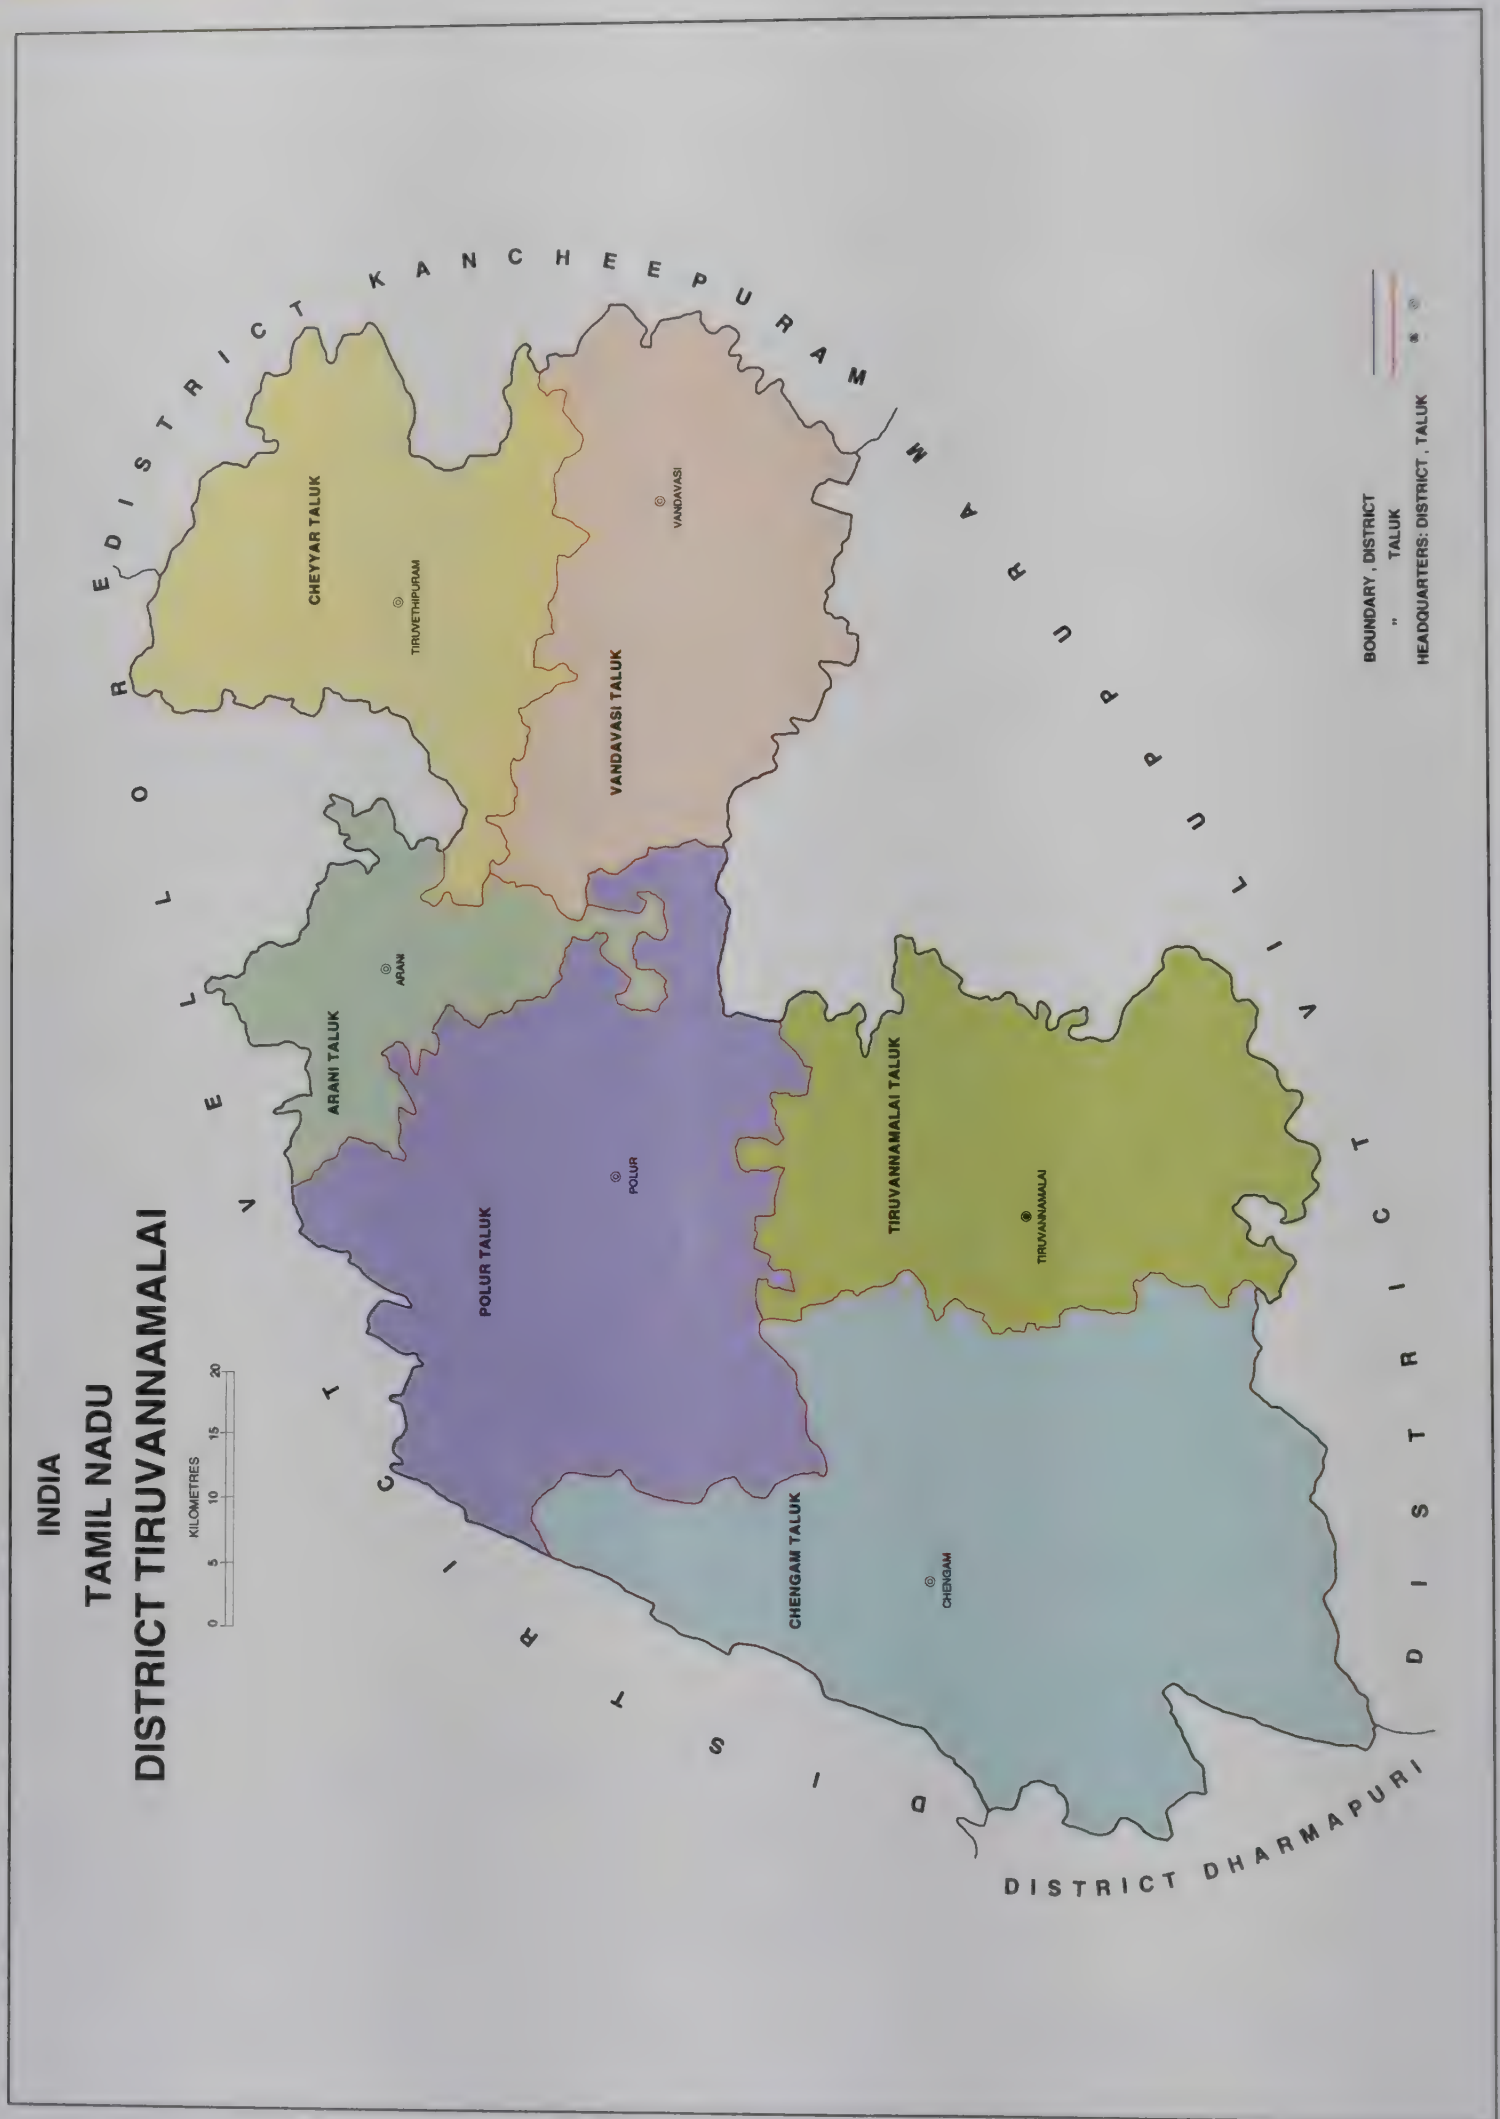 INDIA
TAMIL NADU
DISTRICT TIRUVANNAMALAI
KILOMETRES
0 5 10 15 20
DISTRICT VELLORE
DISTRICT KANCHEEPURAM
CHEYYAR TALUK
TIRUVETHIPURAM
ARANI TALUK
ARANI
VANDAVASI
VANDAVASI TALUK
POLUR TALUK
POLUR
TIRUVANNAMALAI TALUK
TIRUVANNAMALAI
CHENGAM TALUK
CHENGAM
DISTRICT DHARMAPURI
DISTRICT VILUPPURAM
BOUNDARY, DISTRICT
" TALUK
HEADQUARTERS: DISTRICT, TALUK